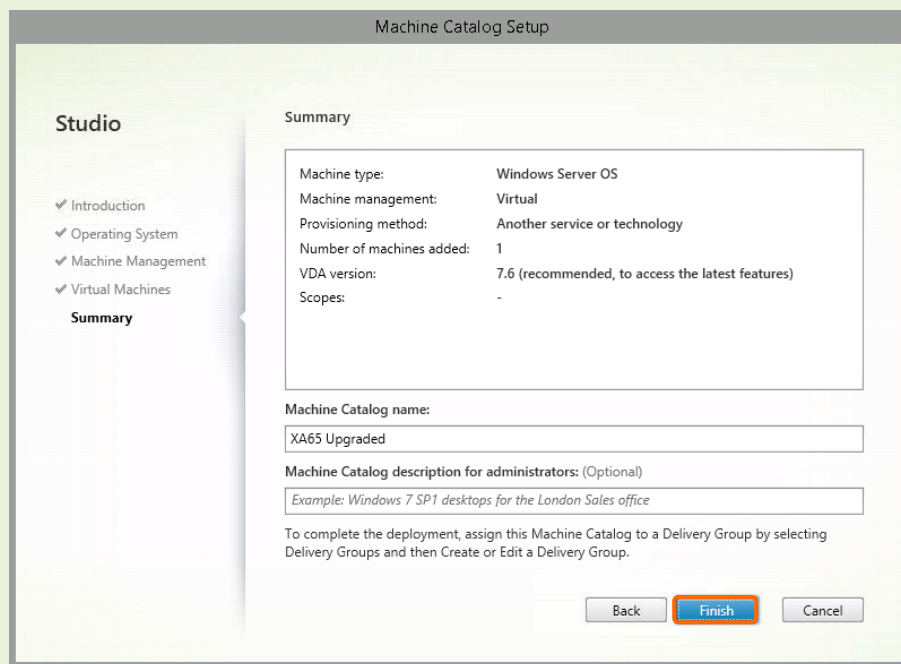 Machine Catalog Setup
Studio
Introduction
Operating System
Machine Management
Virtual Machines
Summary
Summary
Machine type: Windows Server OS
Machine management: Virtual
Provisioning method: Another service or technology
Number of machines added: 1
VDA version: 7.6 (recommended, to access the latest features)
Scopes: -
Machine Catalog name:
XA65 Upgraded
Machine Catalog description for administrators: (Optional)
Example: Windows 7 SP1 desktops for the London Sales office
To complete the deployment, assign this Machine Catalog to a Delivery Group by selecting
Delivery Groups and then Create or Edit a Delivery Group.
Back Finish Cancel